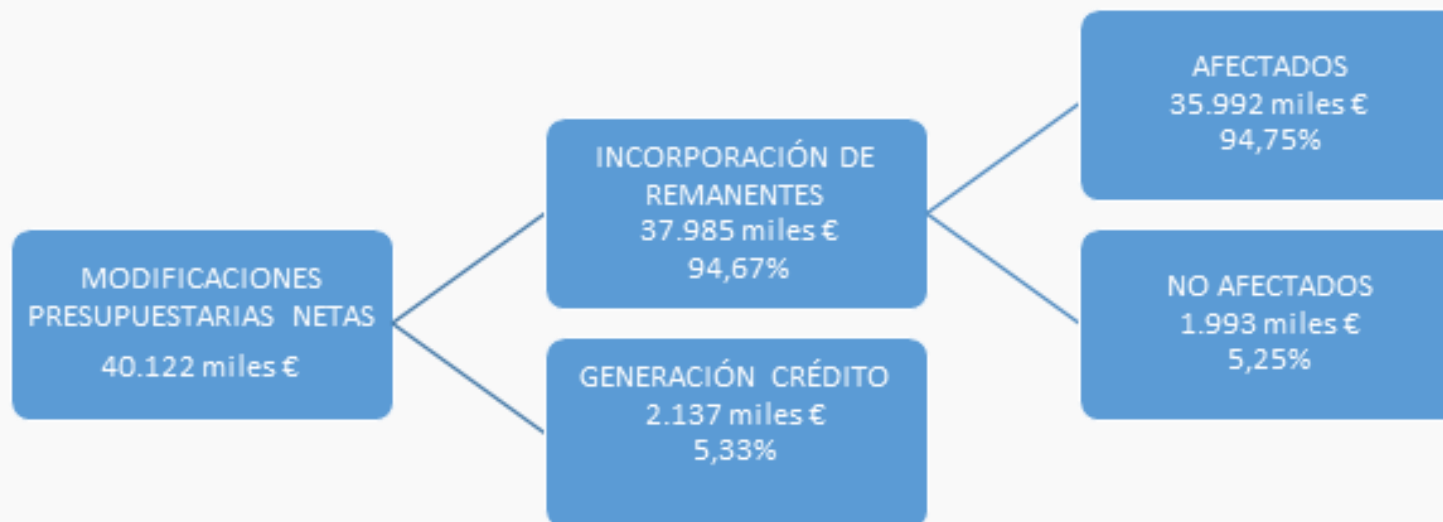 MODIFICACIONES
PRESUPUESTARIAS NETAS
40.122 miles €
INCORPORACIÓN DE
REMANENTES
37.985 miles €
94,67%
GENERACIÓN CRÉDITO
2.137 miles €
5,33%
AFECTADOS
35.992 miles €
94,75%
NO AFECTADOS
1.993 miles €
5,25%